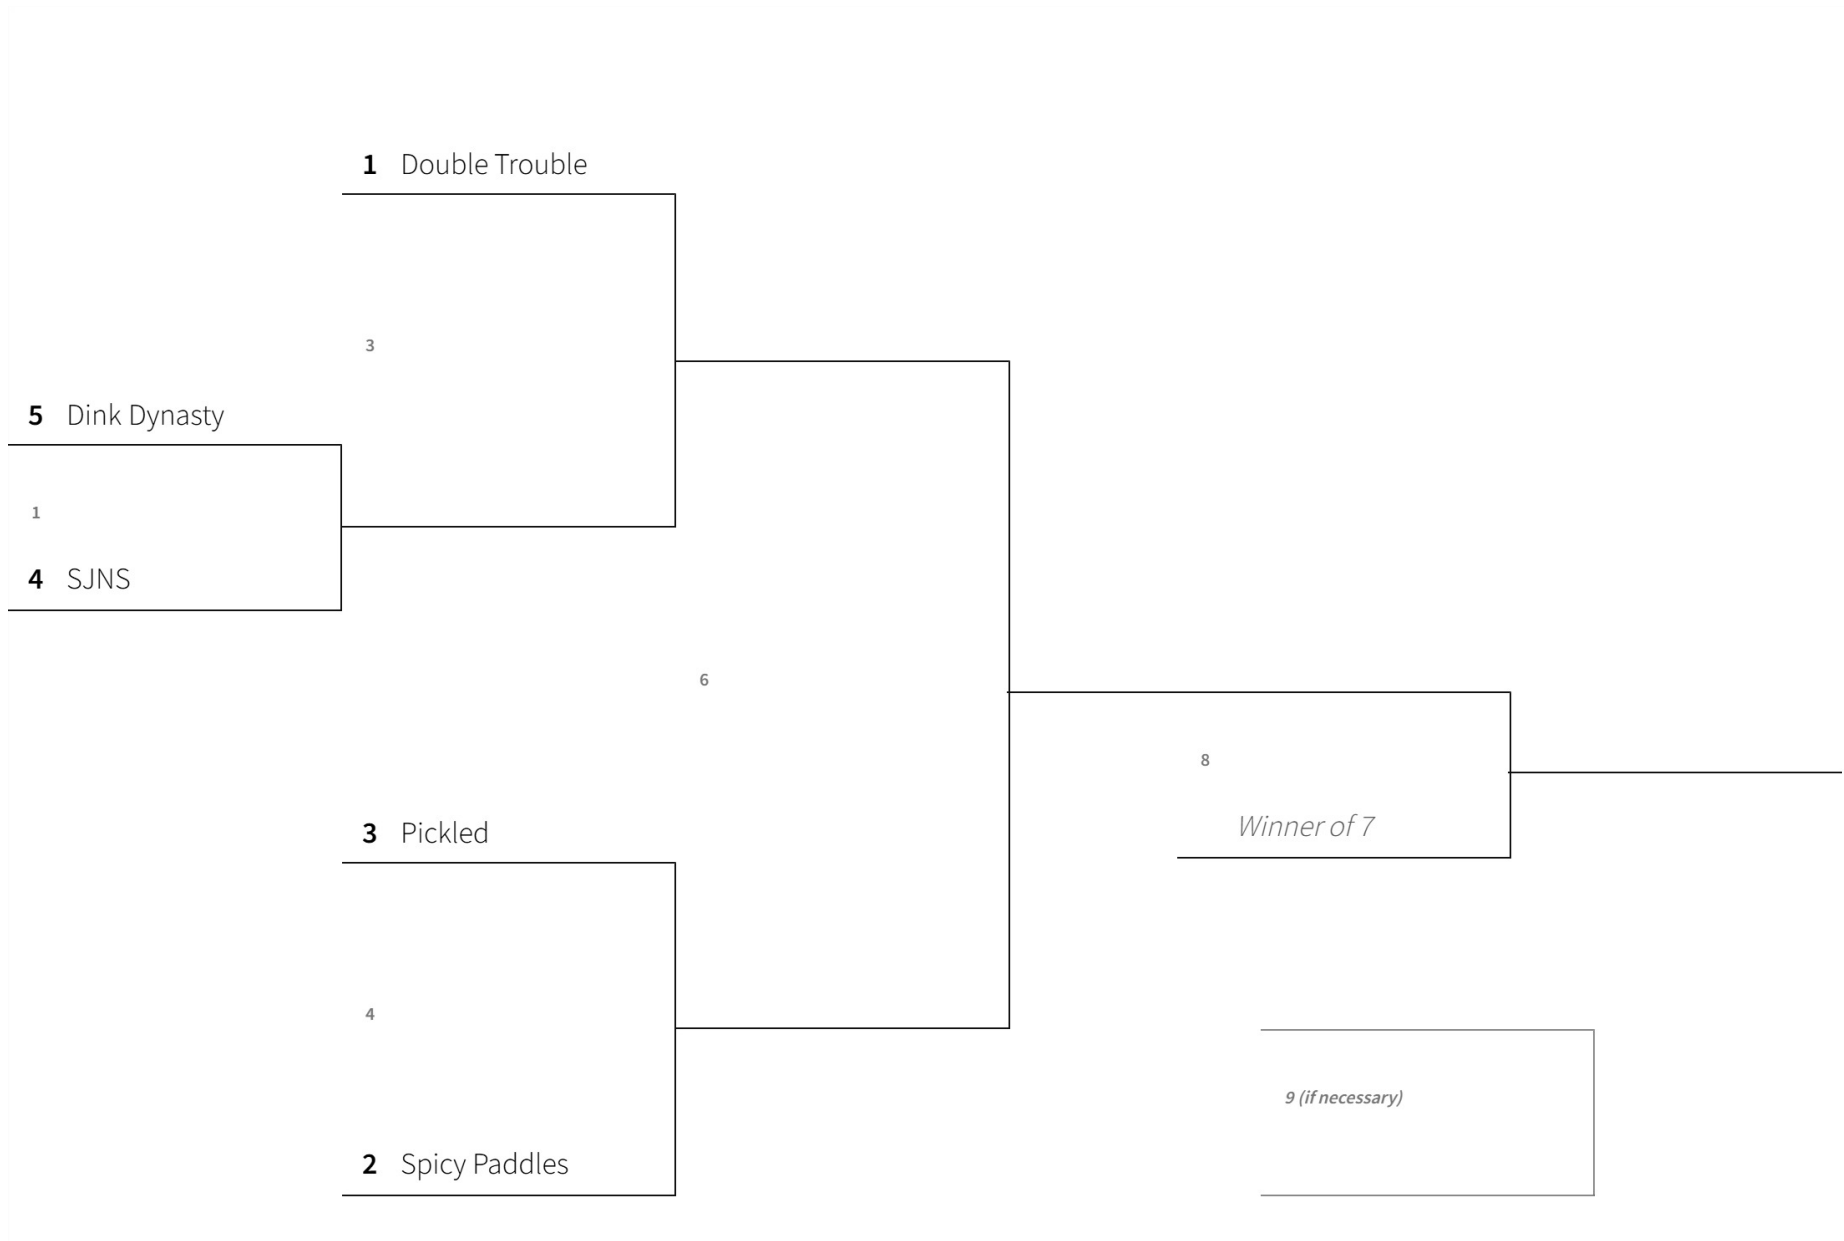 1 Double Trouble
3
5 Dink Dynasty
1
4 SJNS
6
8
Winner of 7
3 Pickled
4
9 (if necessary)
2 Spicy Paddles